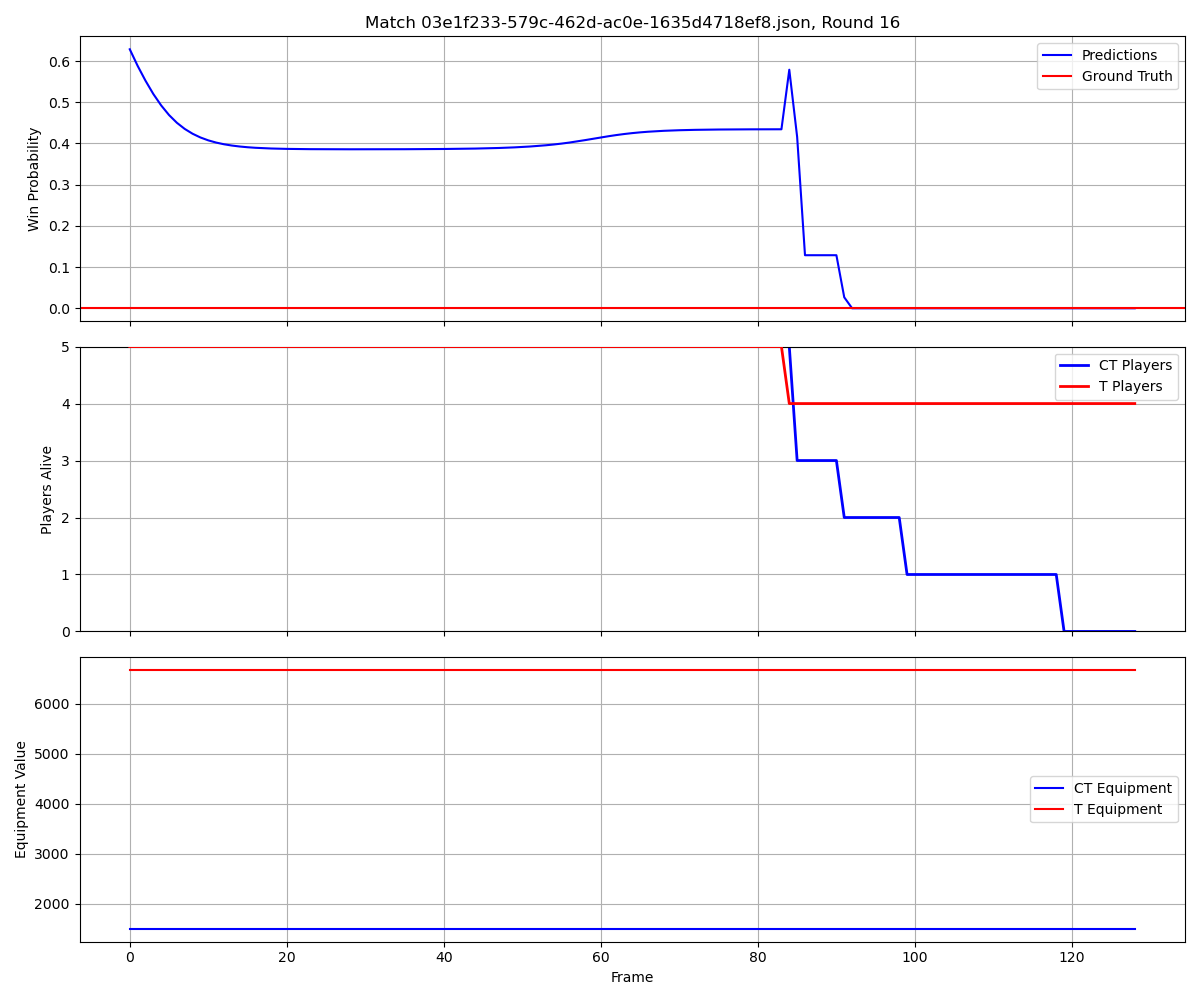 Match 03e1f233-579c-462d-ac0e-1635d4718ef8.json, Round 16
Win Probability
0.6
0.5
0.4
0.3
0.2
0.1
0.0
Predictions
Ground Truth
Players Alive
5
4
3
2
1
0
CT Players
T Players
Equipment Value
6000
5000
4000
3000
2000
CT Equipment
T Equipment
0 20 40 60 80 100 120
Frame